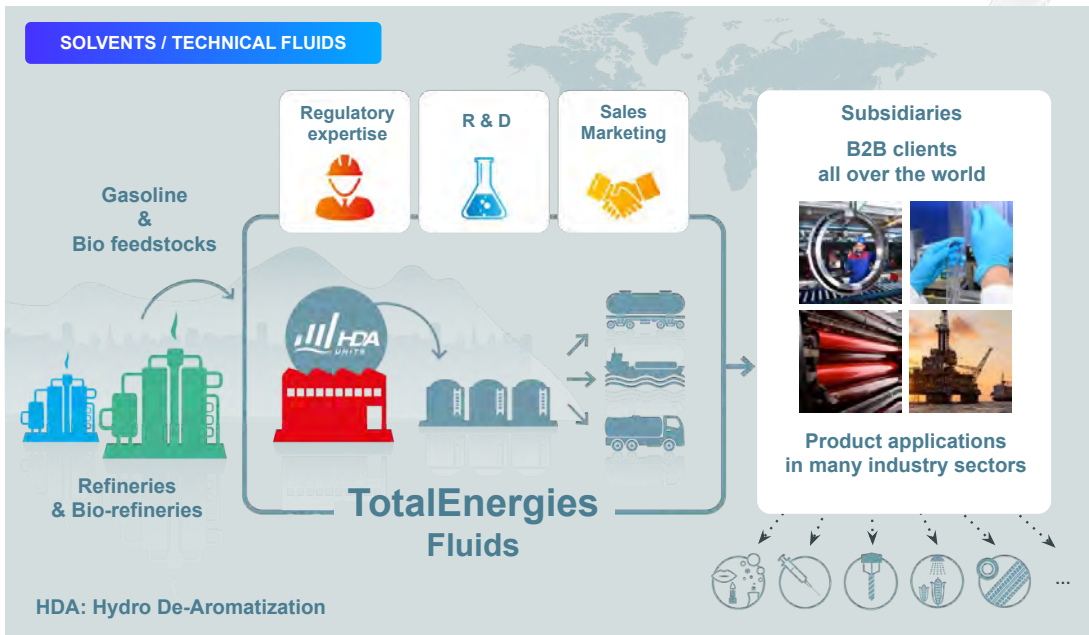 SOLVENTS / TECHNICAL FLUIDS
Regulatory
expertise
R & D
Sales
Marketing
Subsidiaries
B2B clients
all over the world
Gasoline
&
Bio feedstocks
HDA
UNITS
Product applications
in many industry sectors
Refineries
& Bio-refineries
TotalEnergies
Fluids
...
HDA: Hydro De-Aromatization